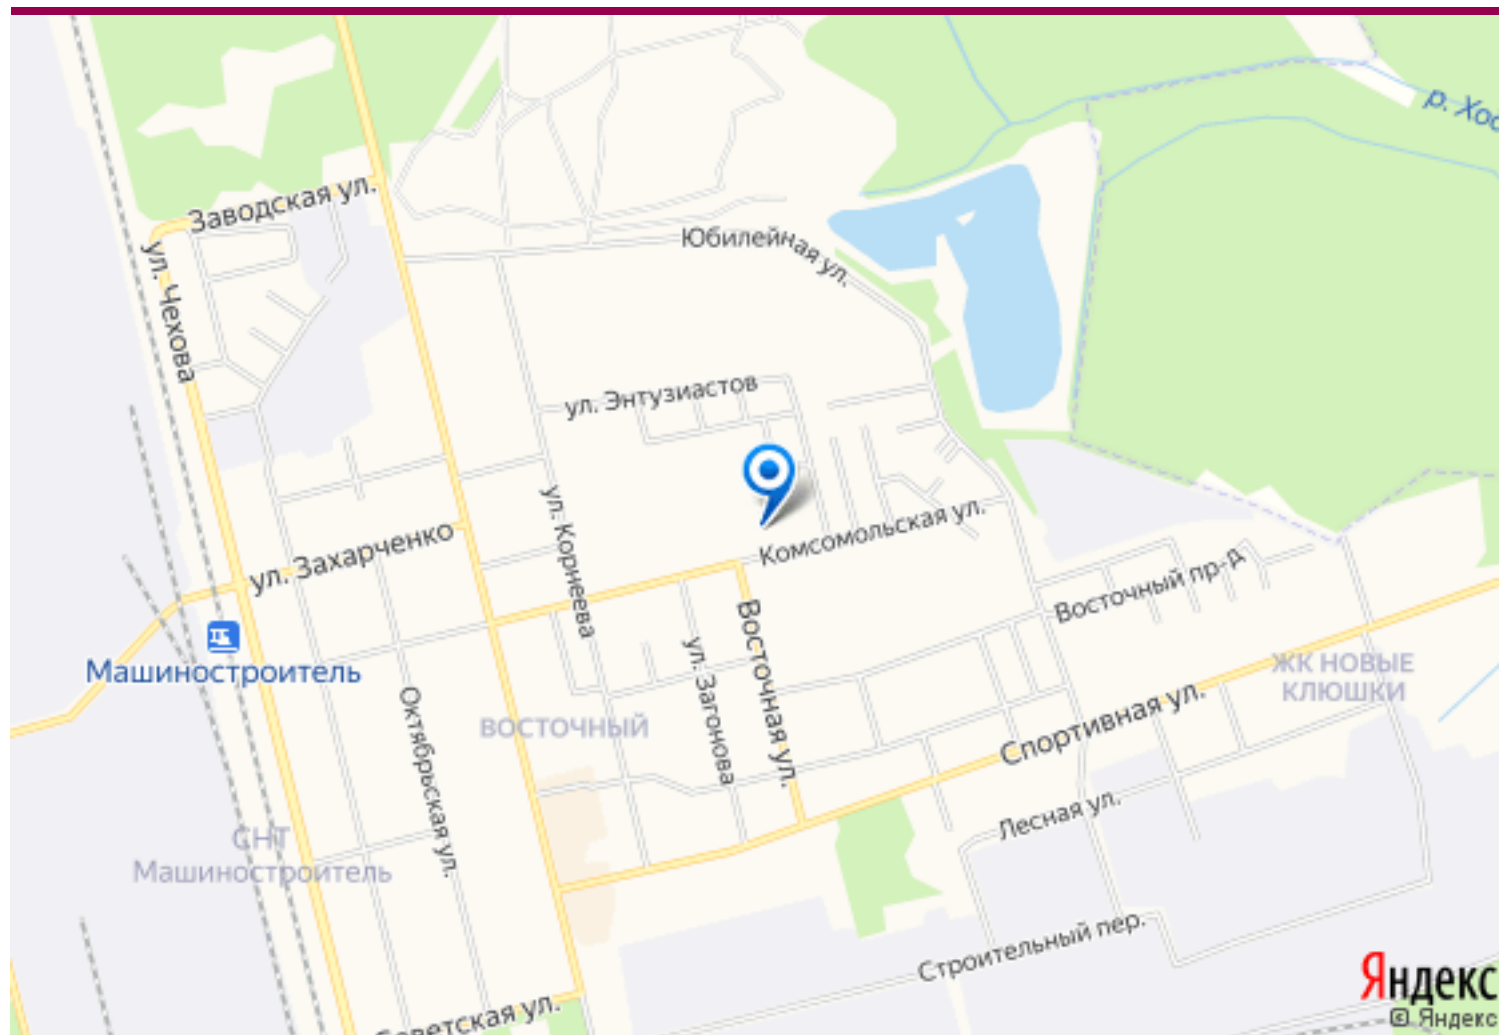 р. Хос
Заводская ул.
Юбилейная ул.
ул. Чехова
ул. Энтузиастов
ул. Корнеева
Комсомольская ул.
ул. Захарченко
Восточный пр-д
Машиностроитель
Восточная ул.
ул. Загонова
ЖК НОВЫЕ
КЛЮШКИ
Октябрьская ул.
ВОСТОЧНЫЙ
Спортивная ул.
Лесная ул.
СНТ
Машиностроитель
Строительный пер.
Яндекс
© Яндекс
Советская ул.